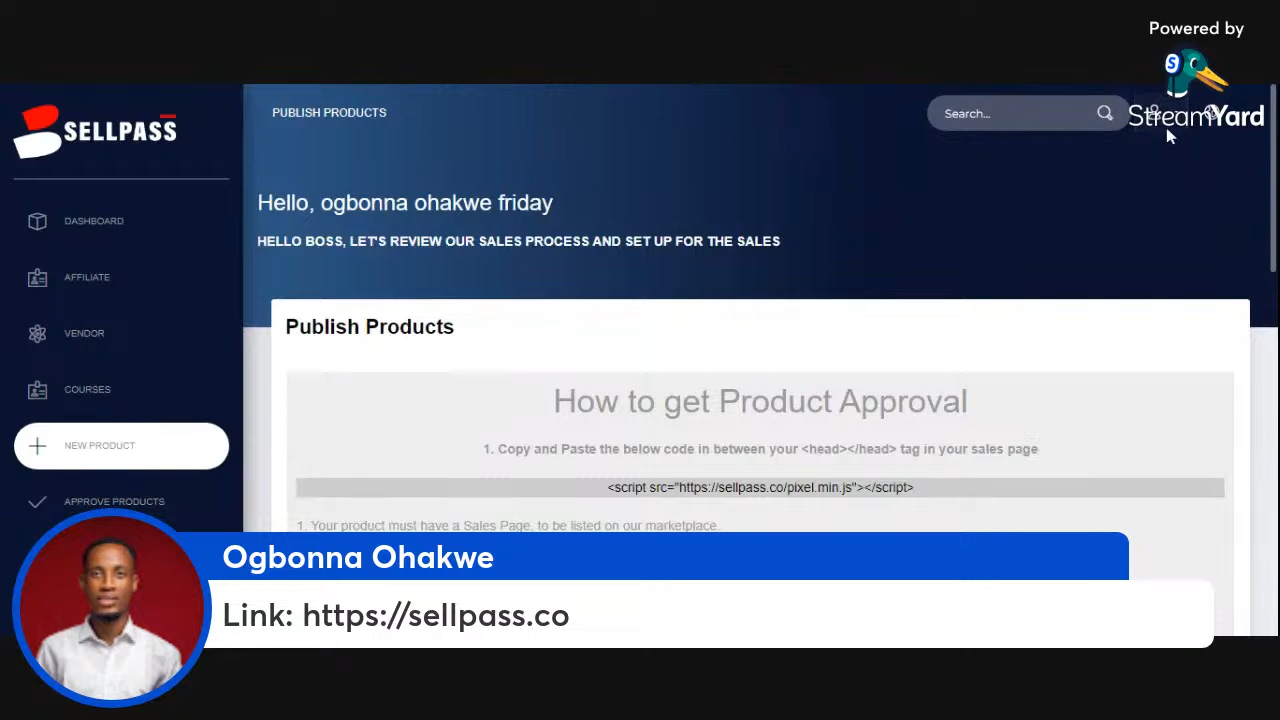 Powered by
StreamYard
SELLPASS
PUBLISH PRODUCTS
Search...
Hello, ogbonna ohakwe friday
HELLO BOSS, LET'S REVIEW OUR SALES PROCESS AND SET UP FOR THE SALES
DASHBOARD
AFFILIATE
VENDOR
COURSES
NEW PRODUCT
APPROVE PRODUCTS
Publish Products
How to get Product Approval
1. Copy and Paste the below code in between your <head></head> tag in your sales page
<script src="https://sellpass.co/pixel.min.js"></script>
1. Your product must have a Sales Page, to be listed on our marketplace.
Ogbonna Ohakwe
Link: https://sellpass.co